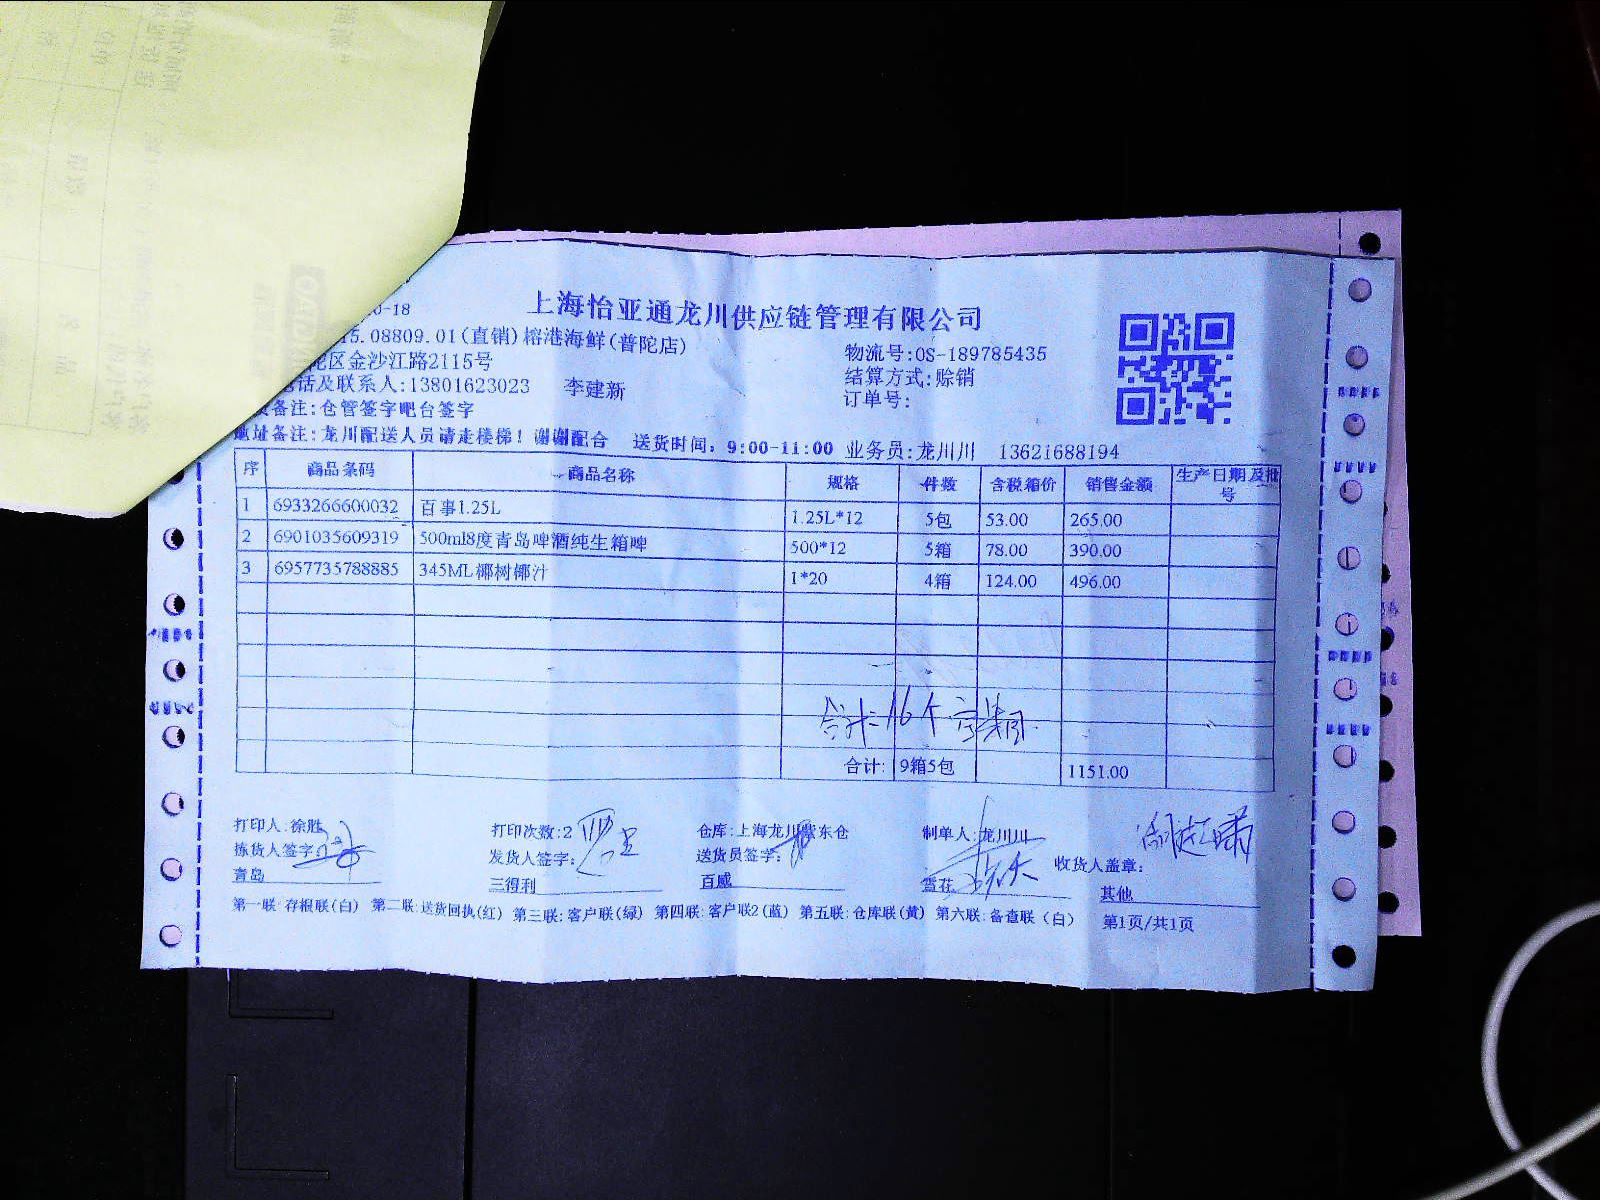 0-18
上海怡亚通龙川供应链管理有限公司
15.08809.01(直销)榕港海鲜(普陀店)
物流号:OS-189785435
陀区金沙江路2115号
结算方式:赊销
电话及联系人:13801623023 李建新
订单号:
备注:仓管签字吧台签字
地址备注:龙川配送人员请走楼梯!谢谢配合 送货时间:9:00-11:00 业务员:龙川川 13621688194
序 商品条码 商品名称 规格 件数 含税箱价 销售金额 生产日期及批号
1 6933266600032 百事1.25L 1.25L*12 5包 53.00 265.00
2 6901035609319 500ml8度青岛啤酒纯生箱啤 500*12 5箱 78.00 390.00
3 6957735788885 345ML椰树椰汁 1*20 4箱 124.00 496.00
合计 16个
合计: 9箱5包 1151.00
打印人:徐胜 打印次数:2 仓库:上海龙川 东仓 制单人:龙川川
拣货人签字: 发货人签字: 送货员签字: 收货人盖章:
青岛 三得利 百威 雪花 其他
第一联:存根联(白) 第二联:送货回执(红) 第三联:客户联(绿) 第四联:客户联2(蓝) 第五联:仓库联(黄) 第六联:备查联(白) 第1页/共1页